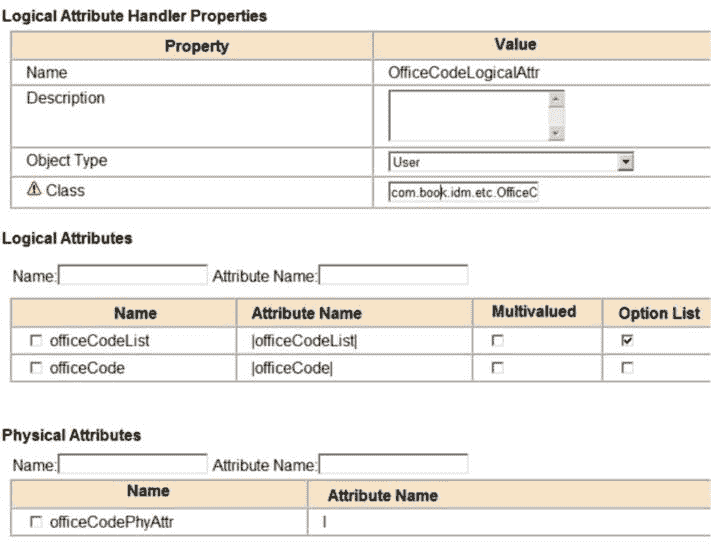 Logical Attribute Handler Properties
Property Value
Name OfficeCodeLogicalAttr
Description
Object Type User
Class com.book.idm.etc.OfficeC
Logical Attributes
Name: Attribute Name:
Name Attribute Name Multivalued Option List
officeCodeList |officeCodeList|
officeCode |officeCode|
Physical Attributes
Name: Attribute Name:
Name Attribute Name
officeCodePhyAttr |